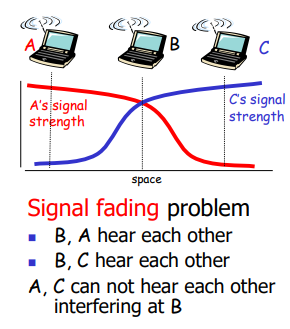 A
B
C
A's signal
strength
C's signal
strength
space
Signal fading problem
B, A hear each other
B, C hear each other
A, C can not hear each other
interfering at B